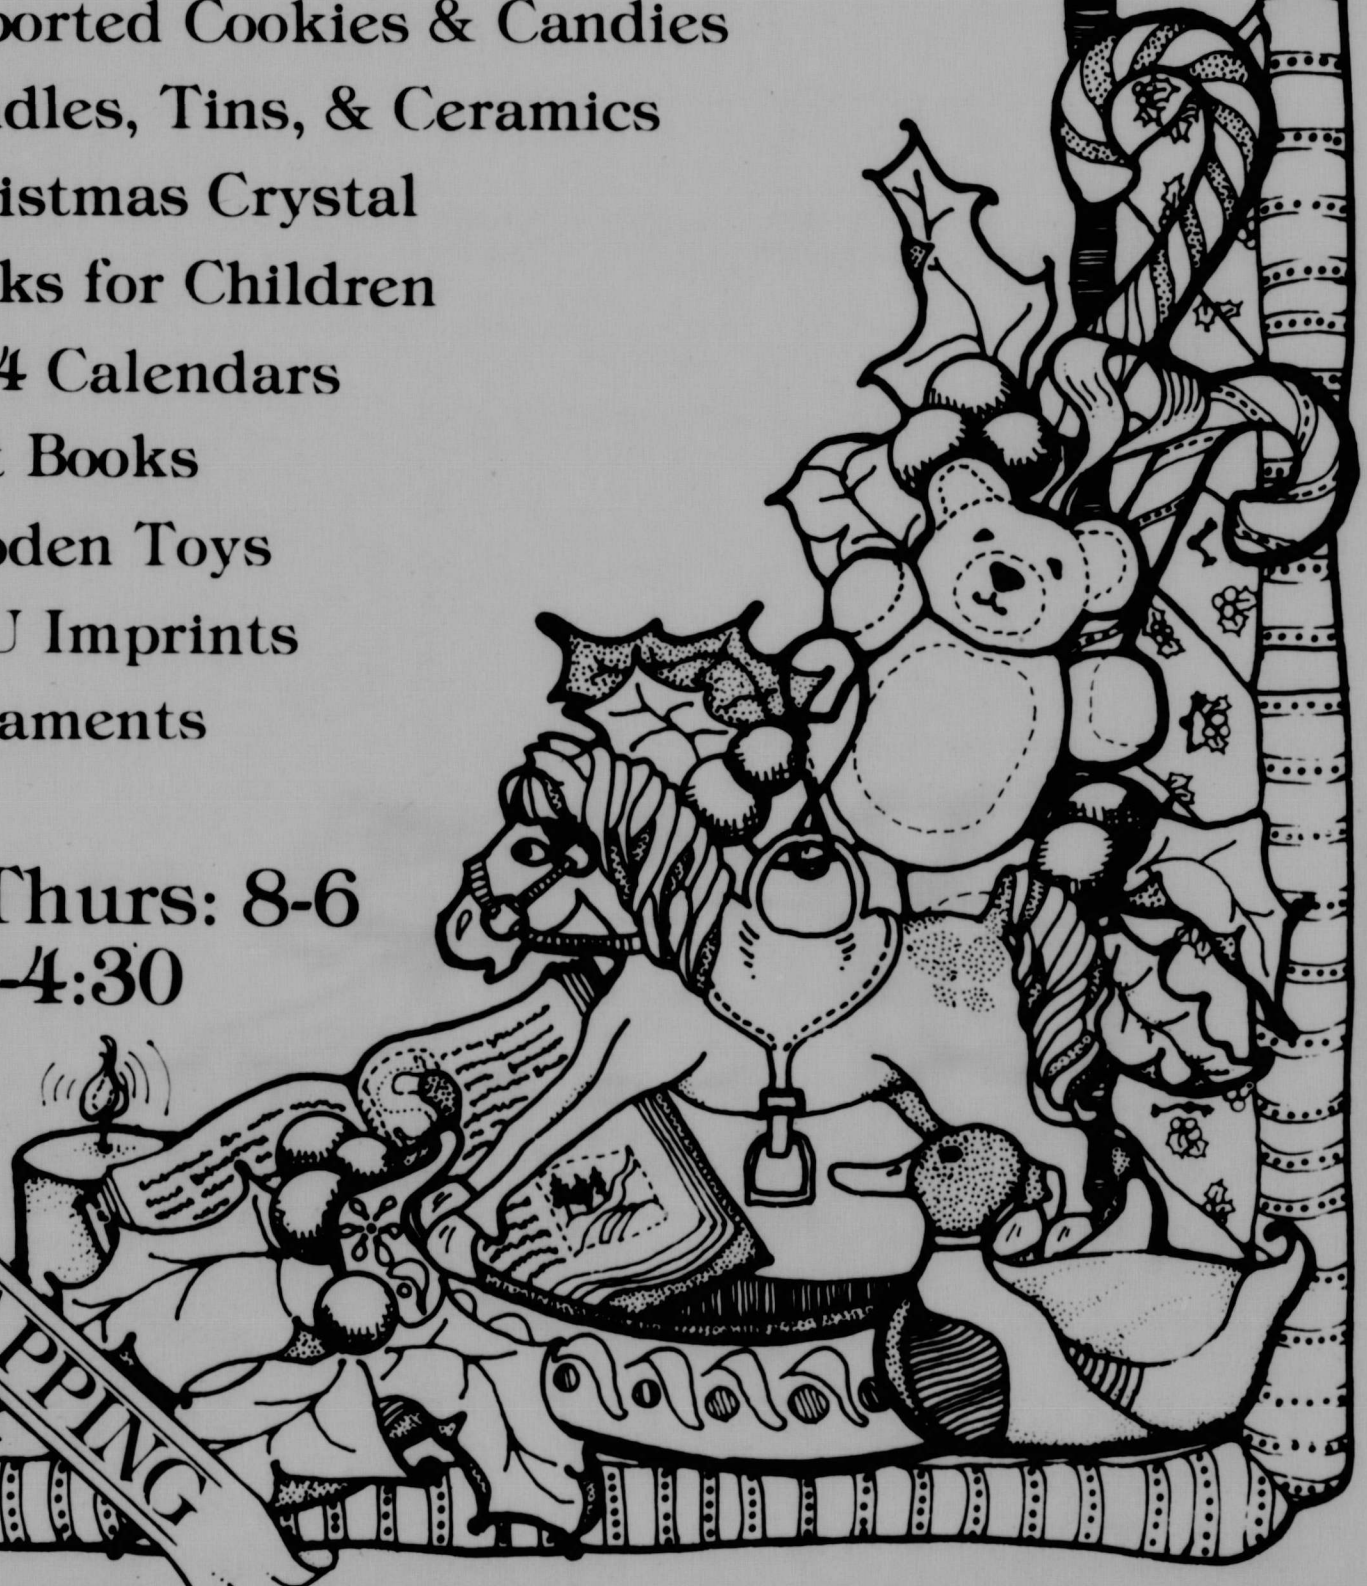 ported Cookies & Candies
dles, Tins, & Ceramics
istmas Crystal
ks for Children
4 Calendars
t Books
oden Toys
U Imprints
aments
Thurs: 8-6
-4:30
PPING